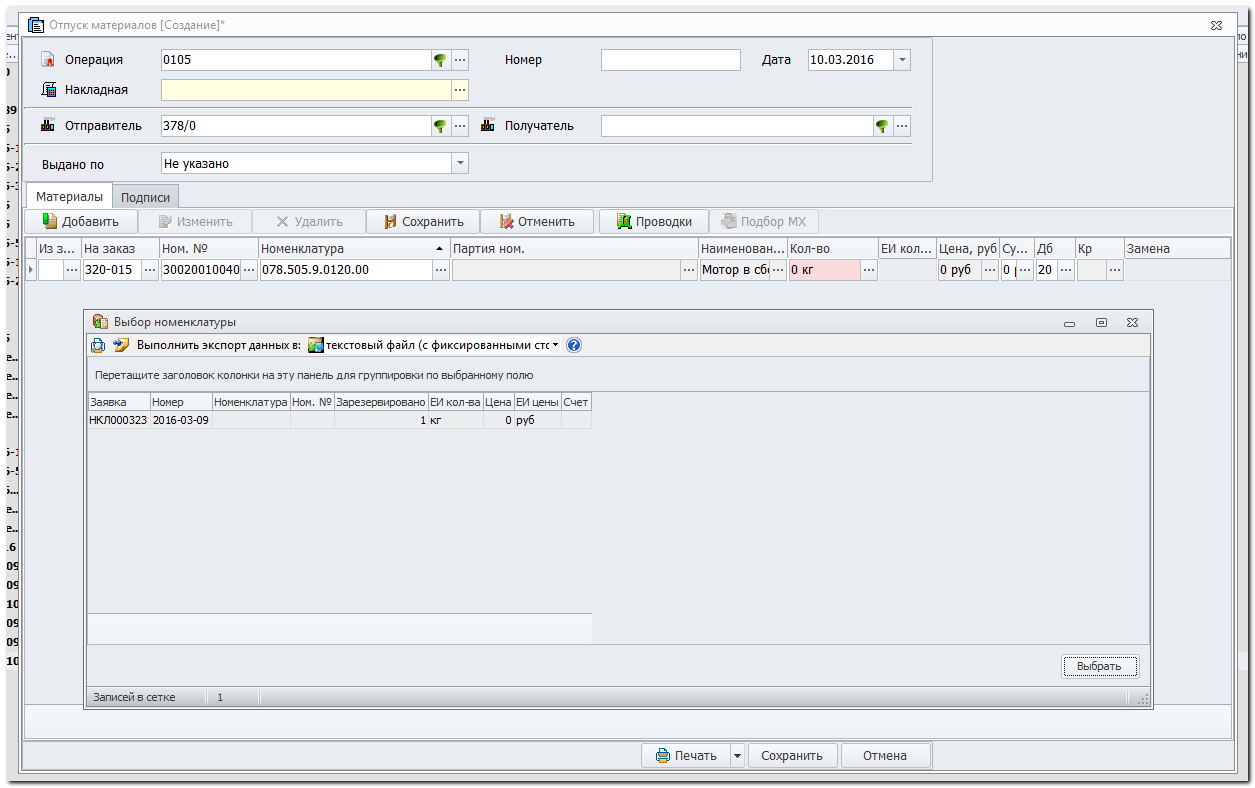 Отпуск материалов [Создание]*
Операция 0105 Номер Дата 10.03.2016
Накладная
Отправитель 378/0 Получатель
Выдано по Не указано
Материалы Подписи
Добавить Изменить Удалить Сохранить Отменить Проводки Подбор МХ
Из з... На заказ Ном. № Номенклатура Партия ном. Наименован... Кол-во ЕИ кол... Цена, руб Су... Дб Кр Замена
320-015 30020010040 078.505.9.0120.00 Мотор в сбо 0 кг 0 руб 0 20
Выбор номенклатуры
Выполнить экспорт данных в: текстовый файл (с фиксированными сто
Перетащите заголовок колонки на эту панель для группировки по выбранному полю
Заявка Номер Номенклатура Ном. № Зарезервировано ЕИ кол-ва Цена ЕИ цены Счет
НКЛ000323 2016-03-09 1 кг 0 руб
Выбрать
Записей в сетке 1
Печать Сохранить Отмена